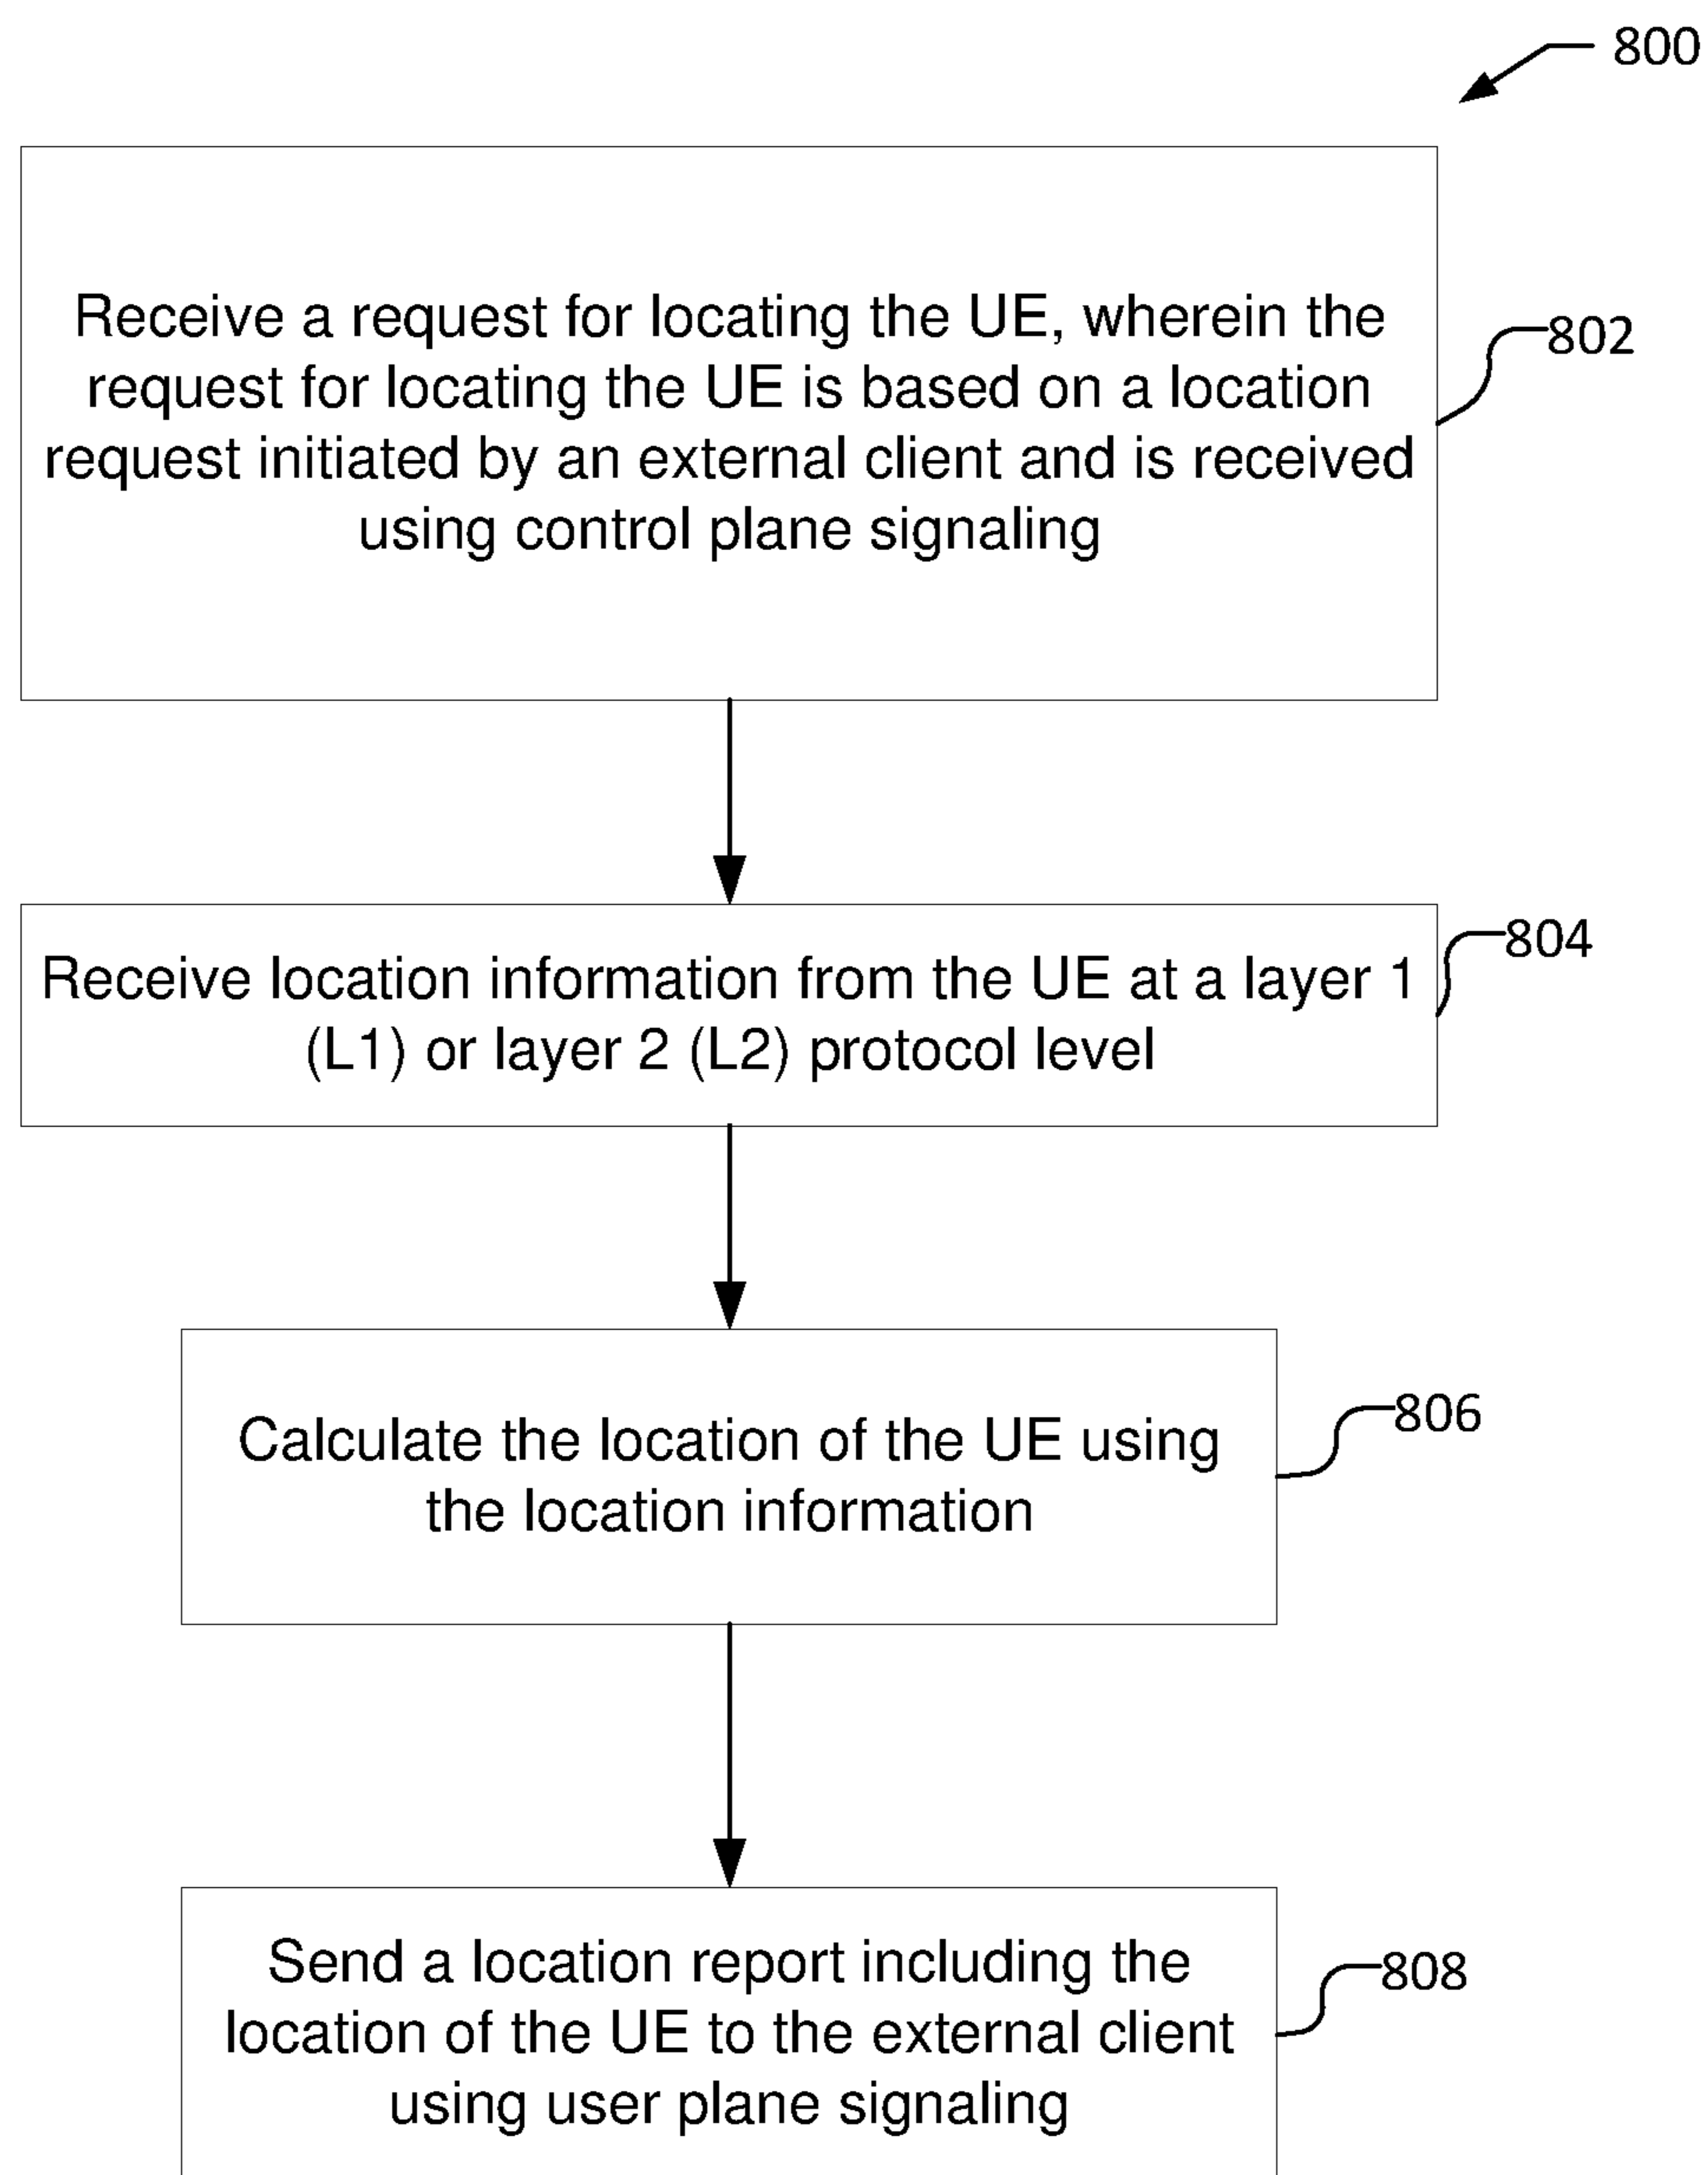 800
Receive a request for locating the UE, wherein the
request for locating the UE is based on a location
request initiated by an external client and is received
using control plane signaling
802
Receive location information from the UE at a layer 1
(L1) or layer 2 (L2) protocol level
804
Calculate the location of the UE using
the location information
806
Send a location report including the
location of the UE to the external client
using user plane signaling
808